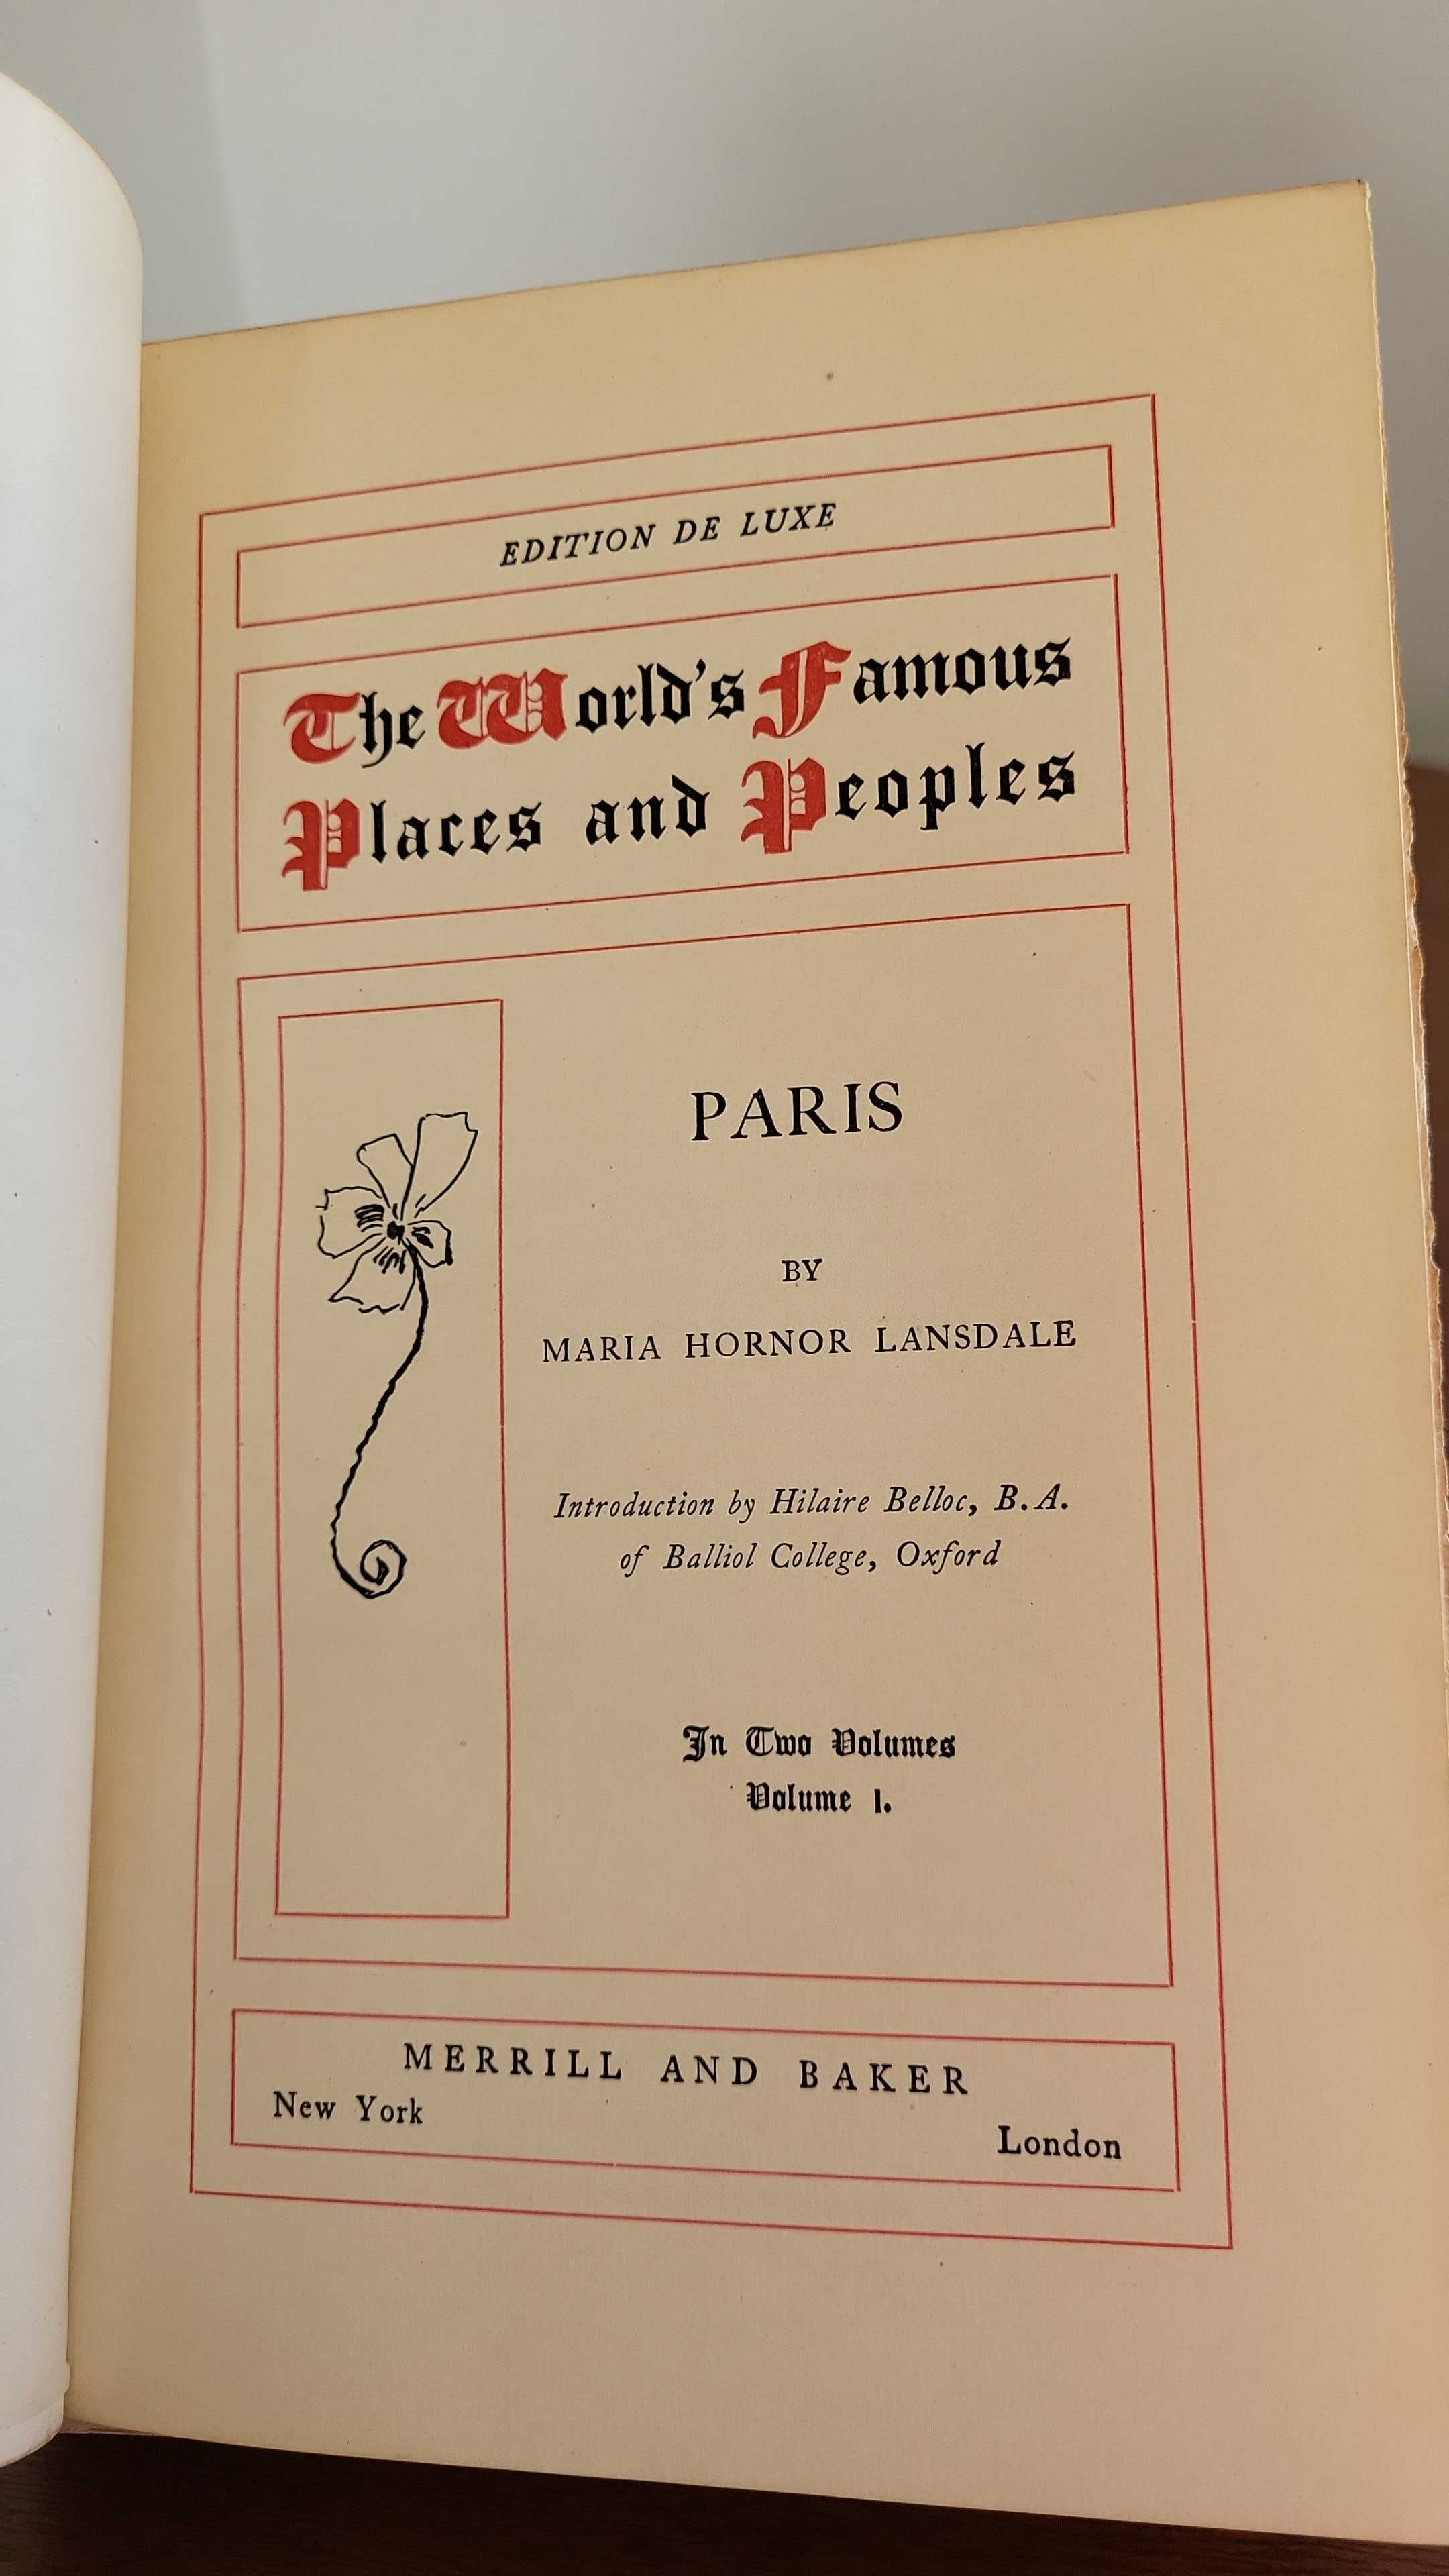 EDITION DE LUXE
The World's Famous
Places and Peoples
PARIS
BY
MARIA HORNOR LANSDALE
Introduction by Hilaire Belloc, B.A.
of Balliol College, Oxford
In Two Volumes
Volume I.
MERRILL AND BAKER
New York
London